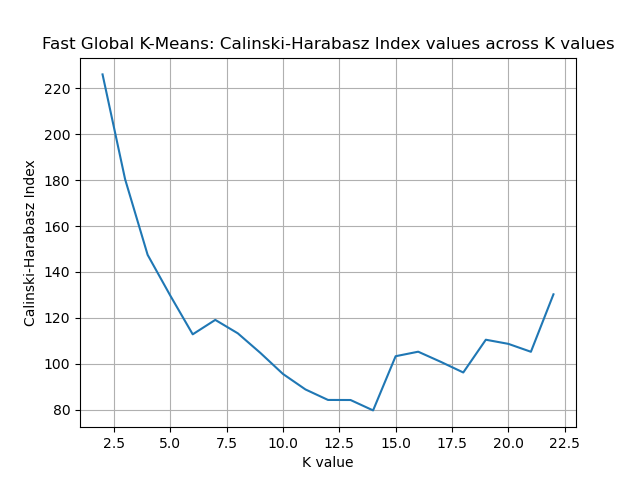 Fast Global K-Means: Calinski-Harabasz Index values across K values
220
200
180
160
140
120
100
80
Calinski-Harabasz Index
2.5 5.0 7.5 10.0 12.5 15.0 17.5 20.0 22.5
K value